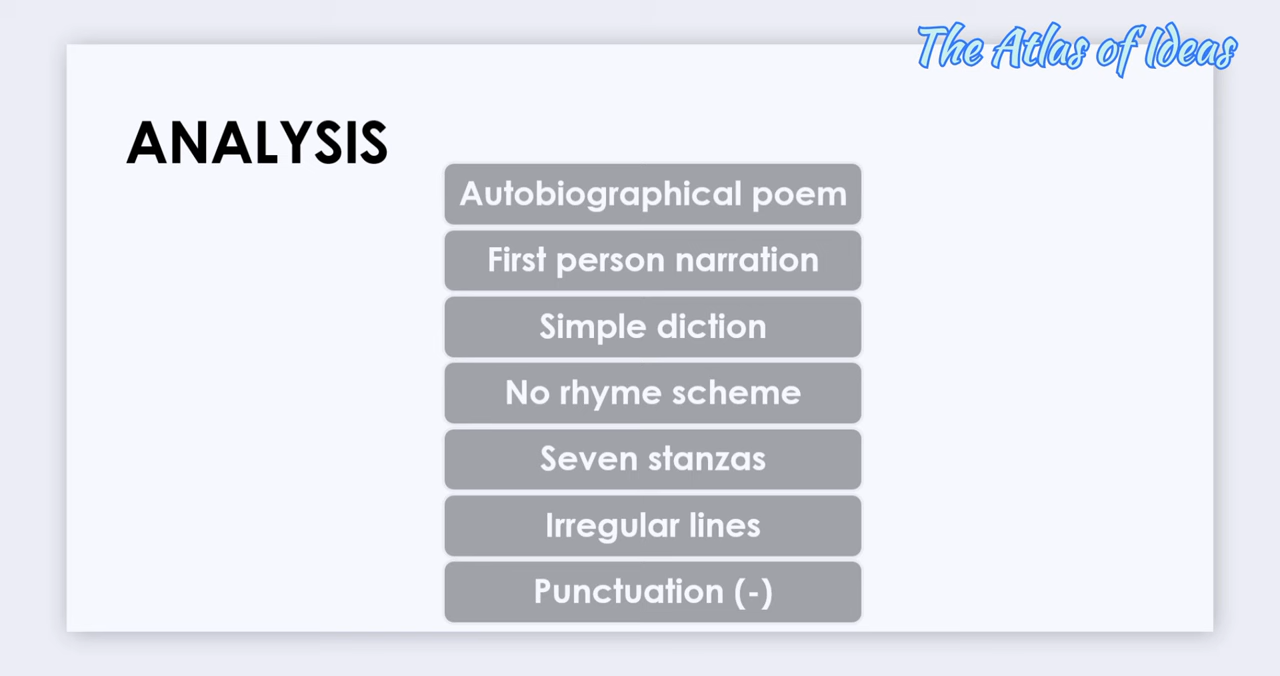 The Atlas of Ideas
ANALYSIS
Autobiographical poem
First person narration
Simple diction
No rhyme scheme
Seven stanzas
Irregular lines
Punctuation (-)